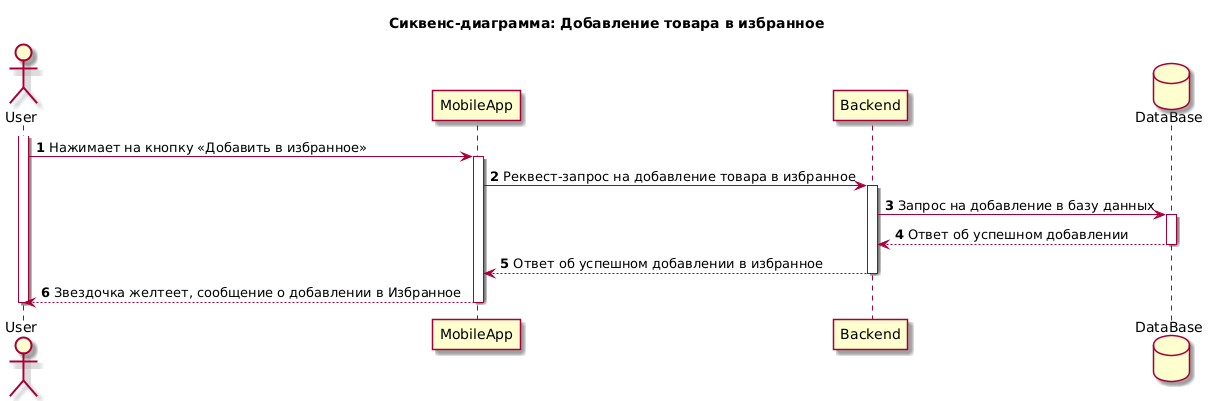 Сиквенс-диаграмма: Добавление товара в избранное
User
MobileApp
Backend
DataBase
1 Нажимает на кнопку «Добавить в избранное»
2 Реквест-запрос на добавление товара в избранное
3 Запрос на добавление в базу данных
4 Ответ об успешном добавлении
5 Ответ об успешном добавлении в избранное
6 Звездочка желтеет, сообщение о добавлении в Избранное
User
MobileApp
Backend
DataBase